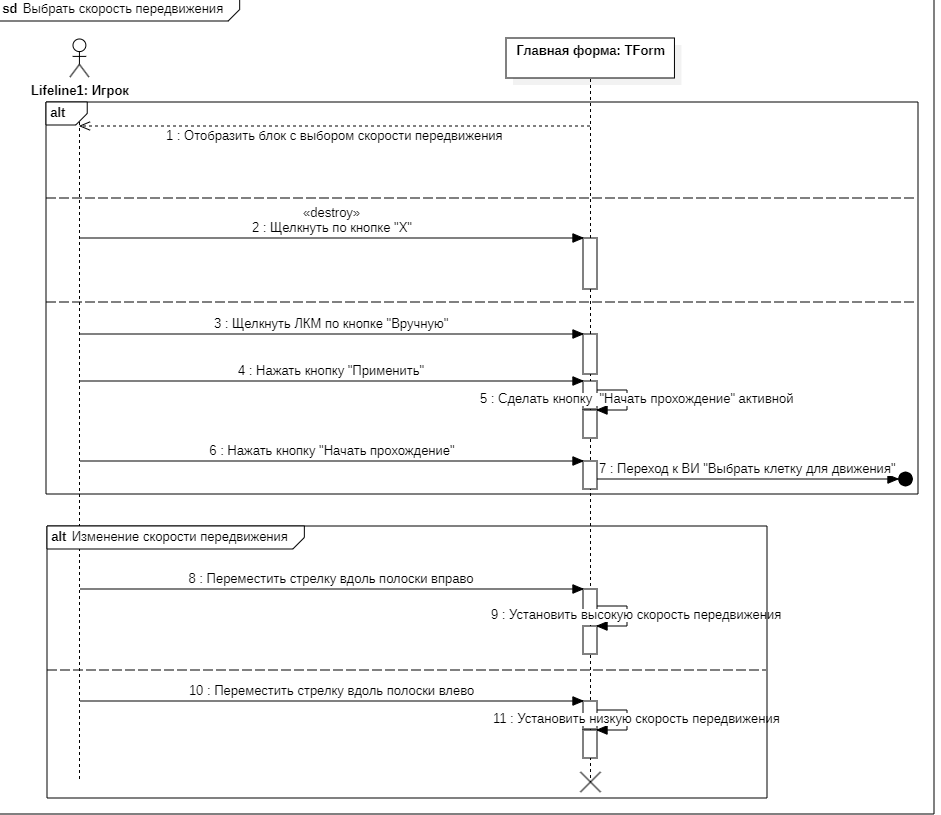 sd Выбрать скорость передвижения
Главная форма: TForm
Lifeline1: Игрок
alt
1 : Отобразить блок с выбором скорости передвижения
«destroy»
2 : Щелкнуть по кнопке "X"
3 : Щелкнуть ЛКМ по кнопке "Вручную"
4 : Нажать кнопку "Применить"
5 : Сделать кнопку "Начать прохождение" активной
6 : Нажать кнопку "Начать прохождение"
7 : Переход к ВИ "Выбрать клетку для движения"
alt Изменение скорости передвижения
8 : Переместить стрелку вдоль полоски вправо
9 : Установить высокую скорость передвижения
10 : Переместить стрелку вдоль полоски влево
11 : Установить низкую скорость передвижения